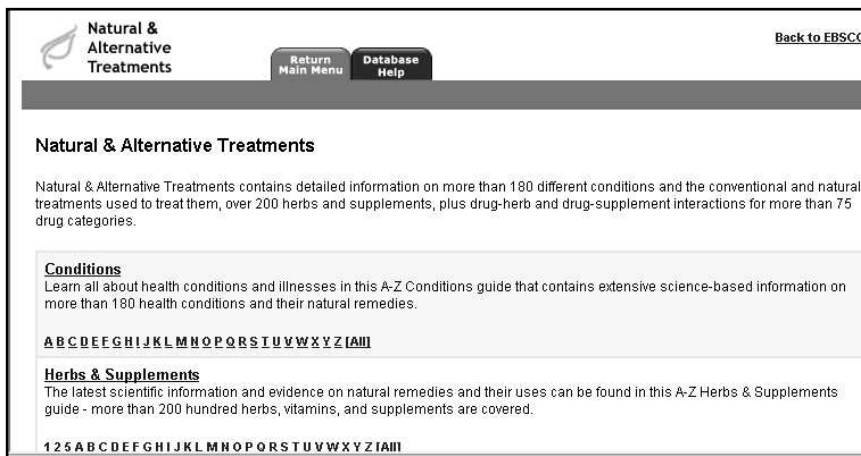 Natural &
Alternative
Treatments
Back to EBSCO
Return
Main Menu
Database
Help
Natural & Alternative Treatments
Natural & Alternative Treatments contains detailed information on more than 180 different conditions and the conventional and natural
treatments used to treat them, over 200 herbs and supplements, plus drug-herb and drug-supplement interactions for more than 75
drug categories.
Conditions
Learn all about health conditions and illnesses in this A-Z Conditions guide that contains extensive science-based information on
more than 180 health conditions and their natural remedies.
A B C D E F G H I J K L M N O P Q R S T U V W X Y Z [All]
Herbs & Supplements
The latest scientific information and evidence on natural remedies and their uses can be found in this A-Z Herbs & Supplements
guide - more than 200 hundred herbs, vitamins, and supplements are covered.
1 2 5 A B C D E F G H I J K L M N O P Q R S T U V W X Y Z [All]